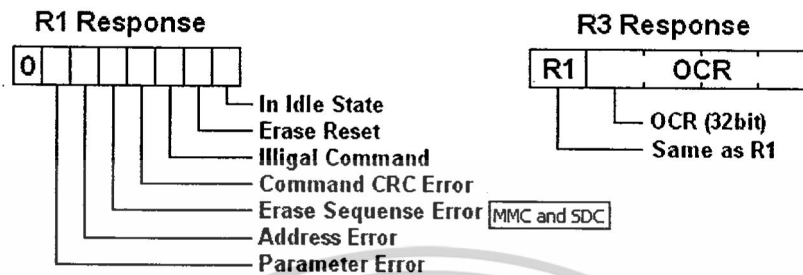 R1 Response
0
In Idle State
Erase Reset
Illigal Command
Command CRC Error
Erase Sequense Error MMC and SDC
Address Error
Parameter Error
R3 Response
R1 OCR
OCR (32bit)
Same as R1